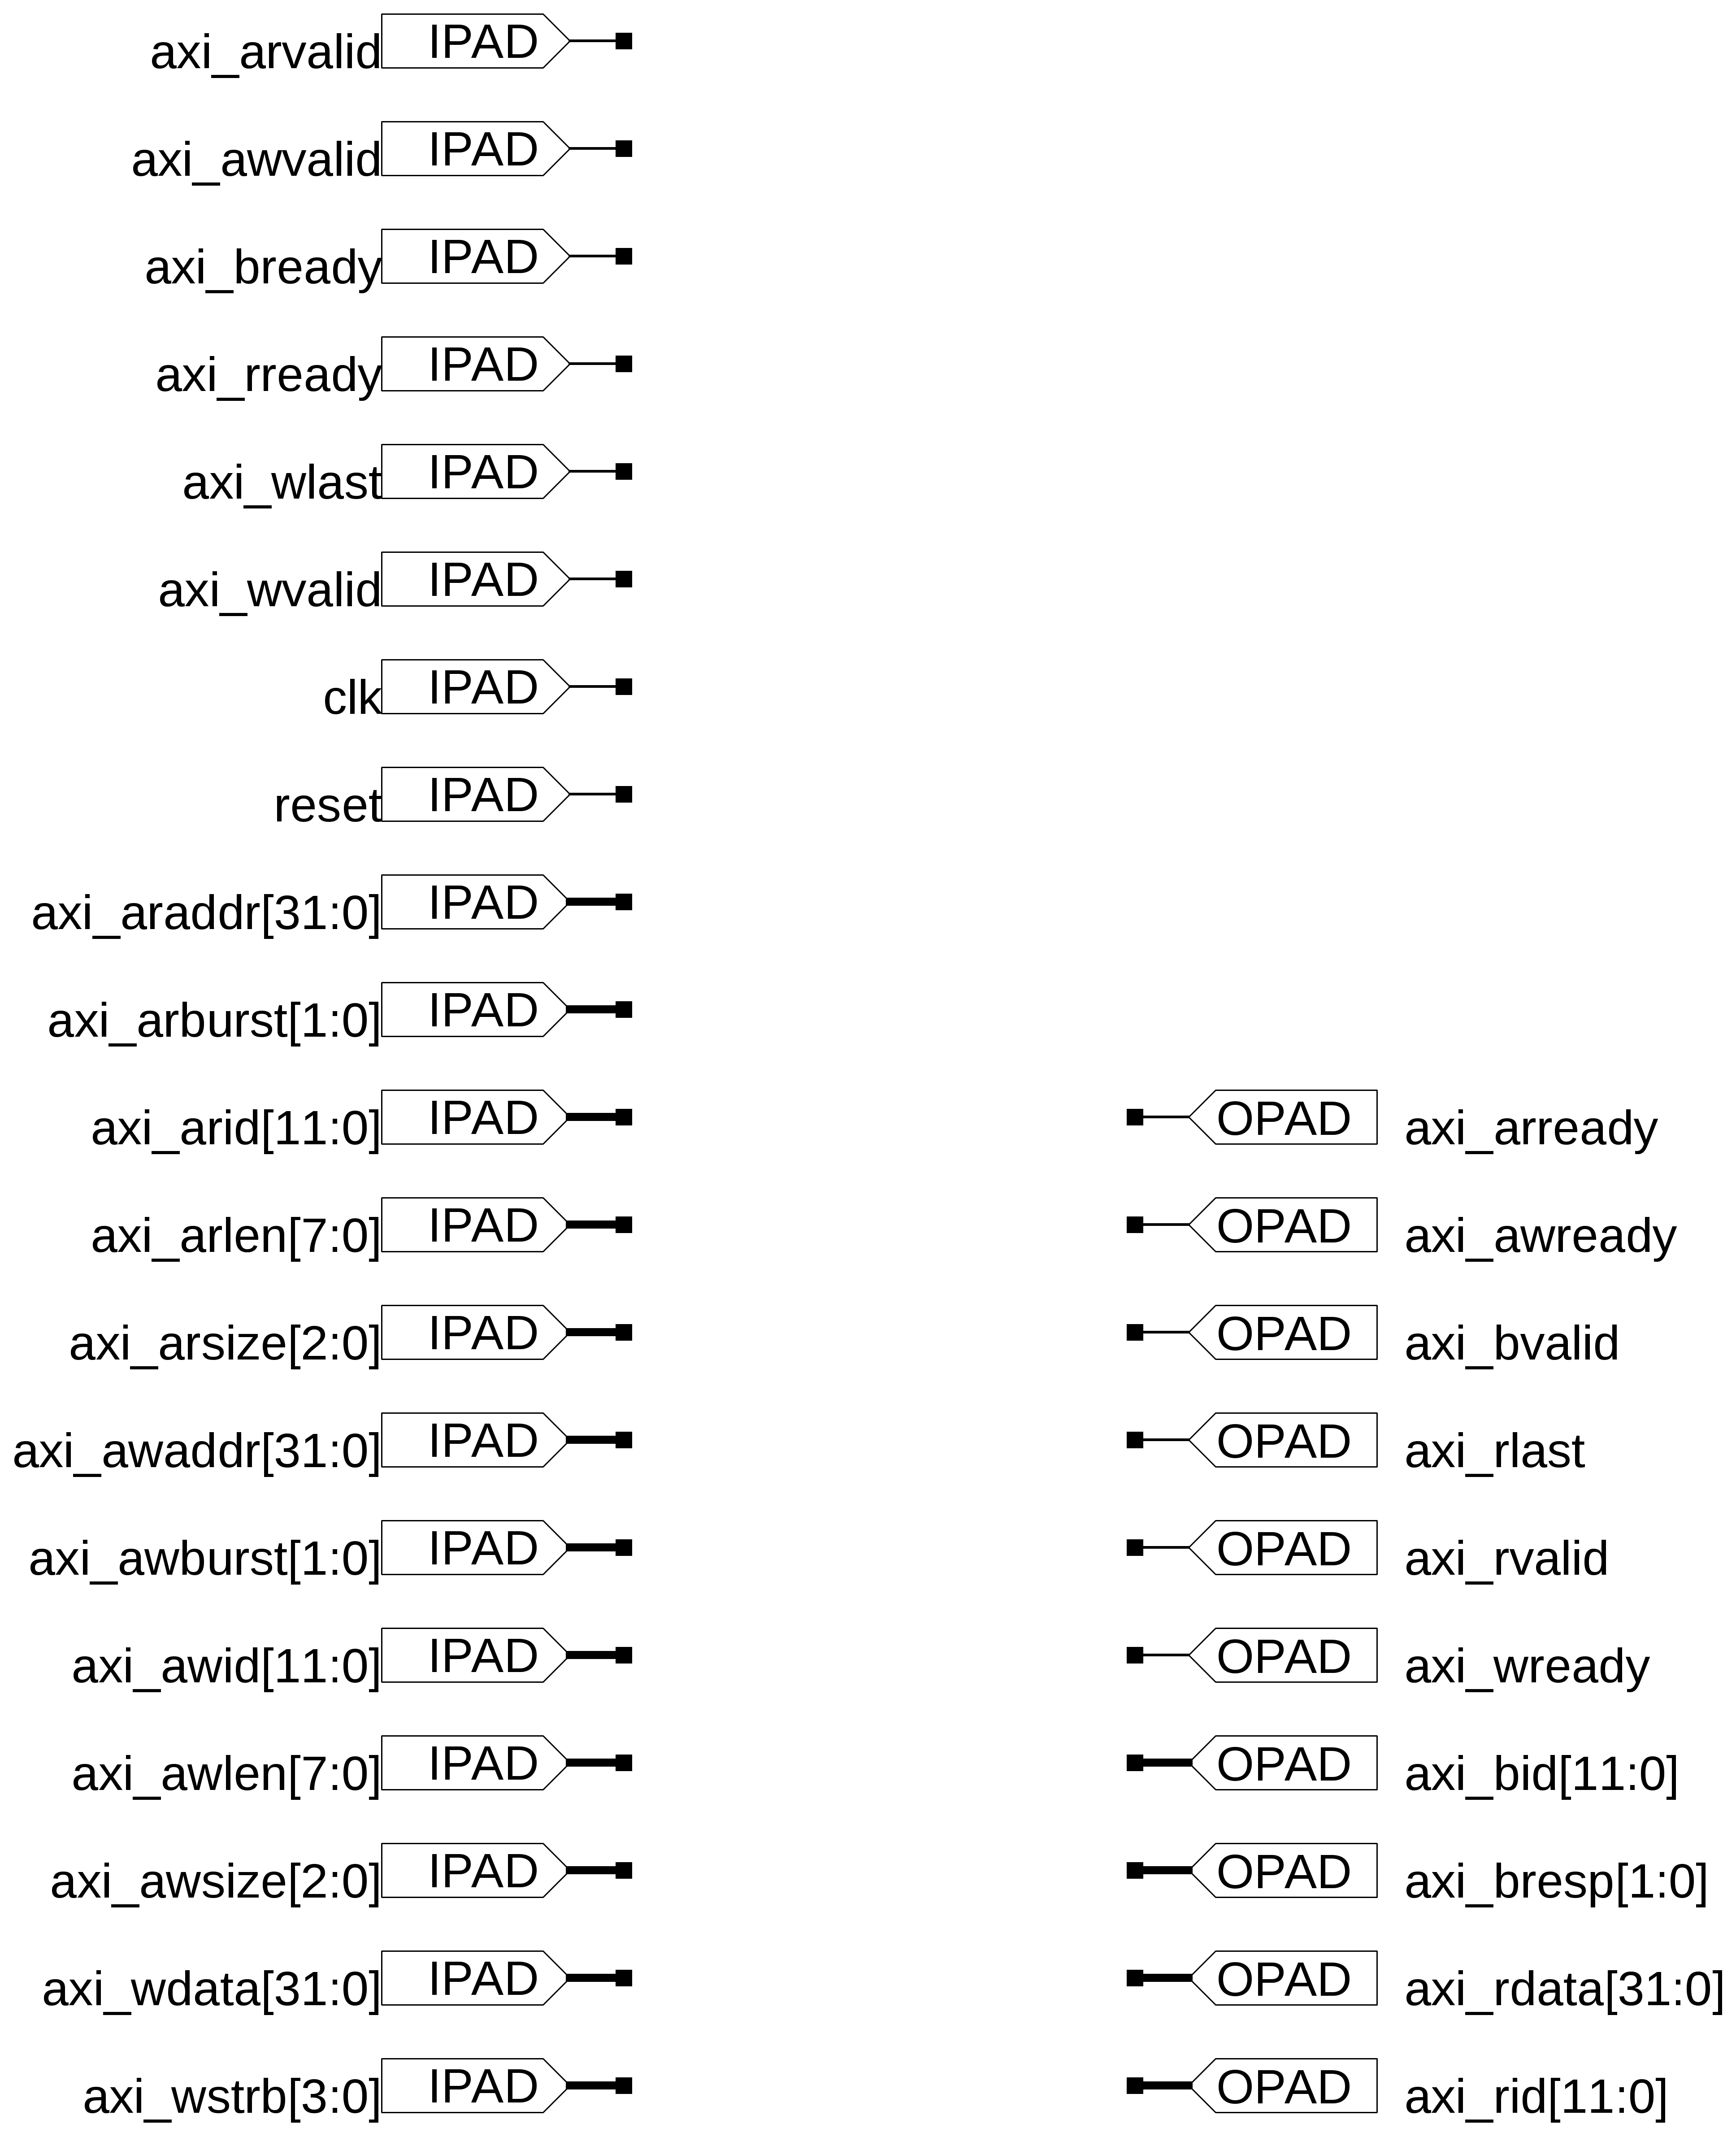 axi_arvalid IPAD
axi_awvalid IPAD
axi_bready IPAD
axi_rready IPAD
axi_wlast IPAD
axi_wvalid IPAD
clk IPAD
reset IPAD
axi_araddr[31:0] IPAD
axi_arburst[1:0] IPAD
axi_arid[11:0] IPAD OPAD axi_arready
axi_arlen[7:0] IPAD OPAD axi_awready
axi_arsize[2:0] IPAD OPAD axi_bvalid
axi_awaddr[31:0] IPAD OPAD axi_rlast
axi_awburst[1:0] IPAD OPAD axi_rvalid
axi_awid[11:0] IPAD OPAD axi_wready
axi_awlen[7:0] IPAD OPAD axi_bid[11:0]
axi_awsize[2:0] IPAD OPAD axi_bresp[1:0]
axi_wdata[31:0] IPAD OPAD axi_rdata[31:0]
axi_wstrb[3:0] IPAD OPAD axi_rid[11:0]